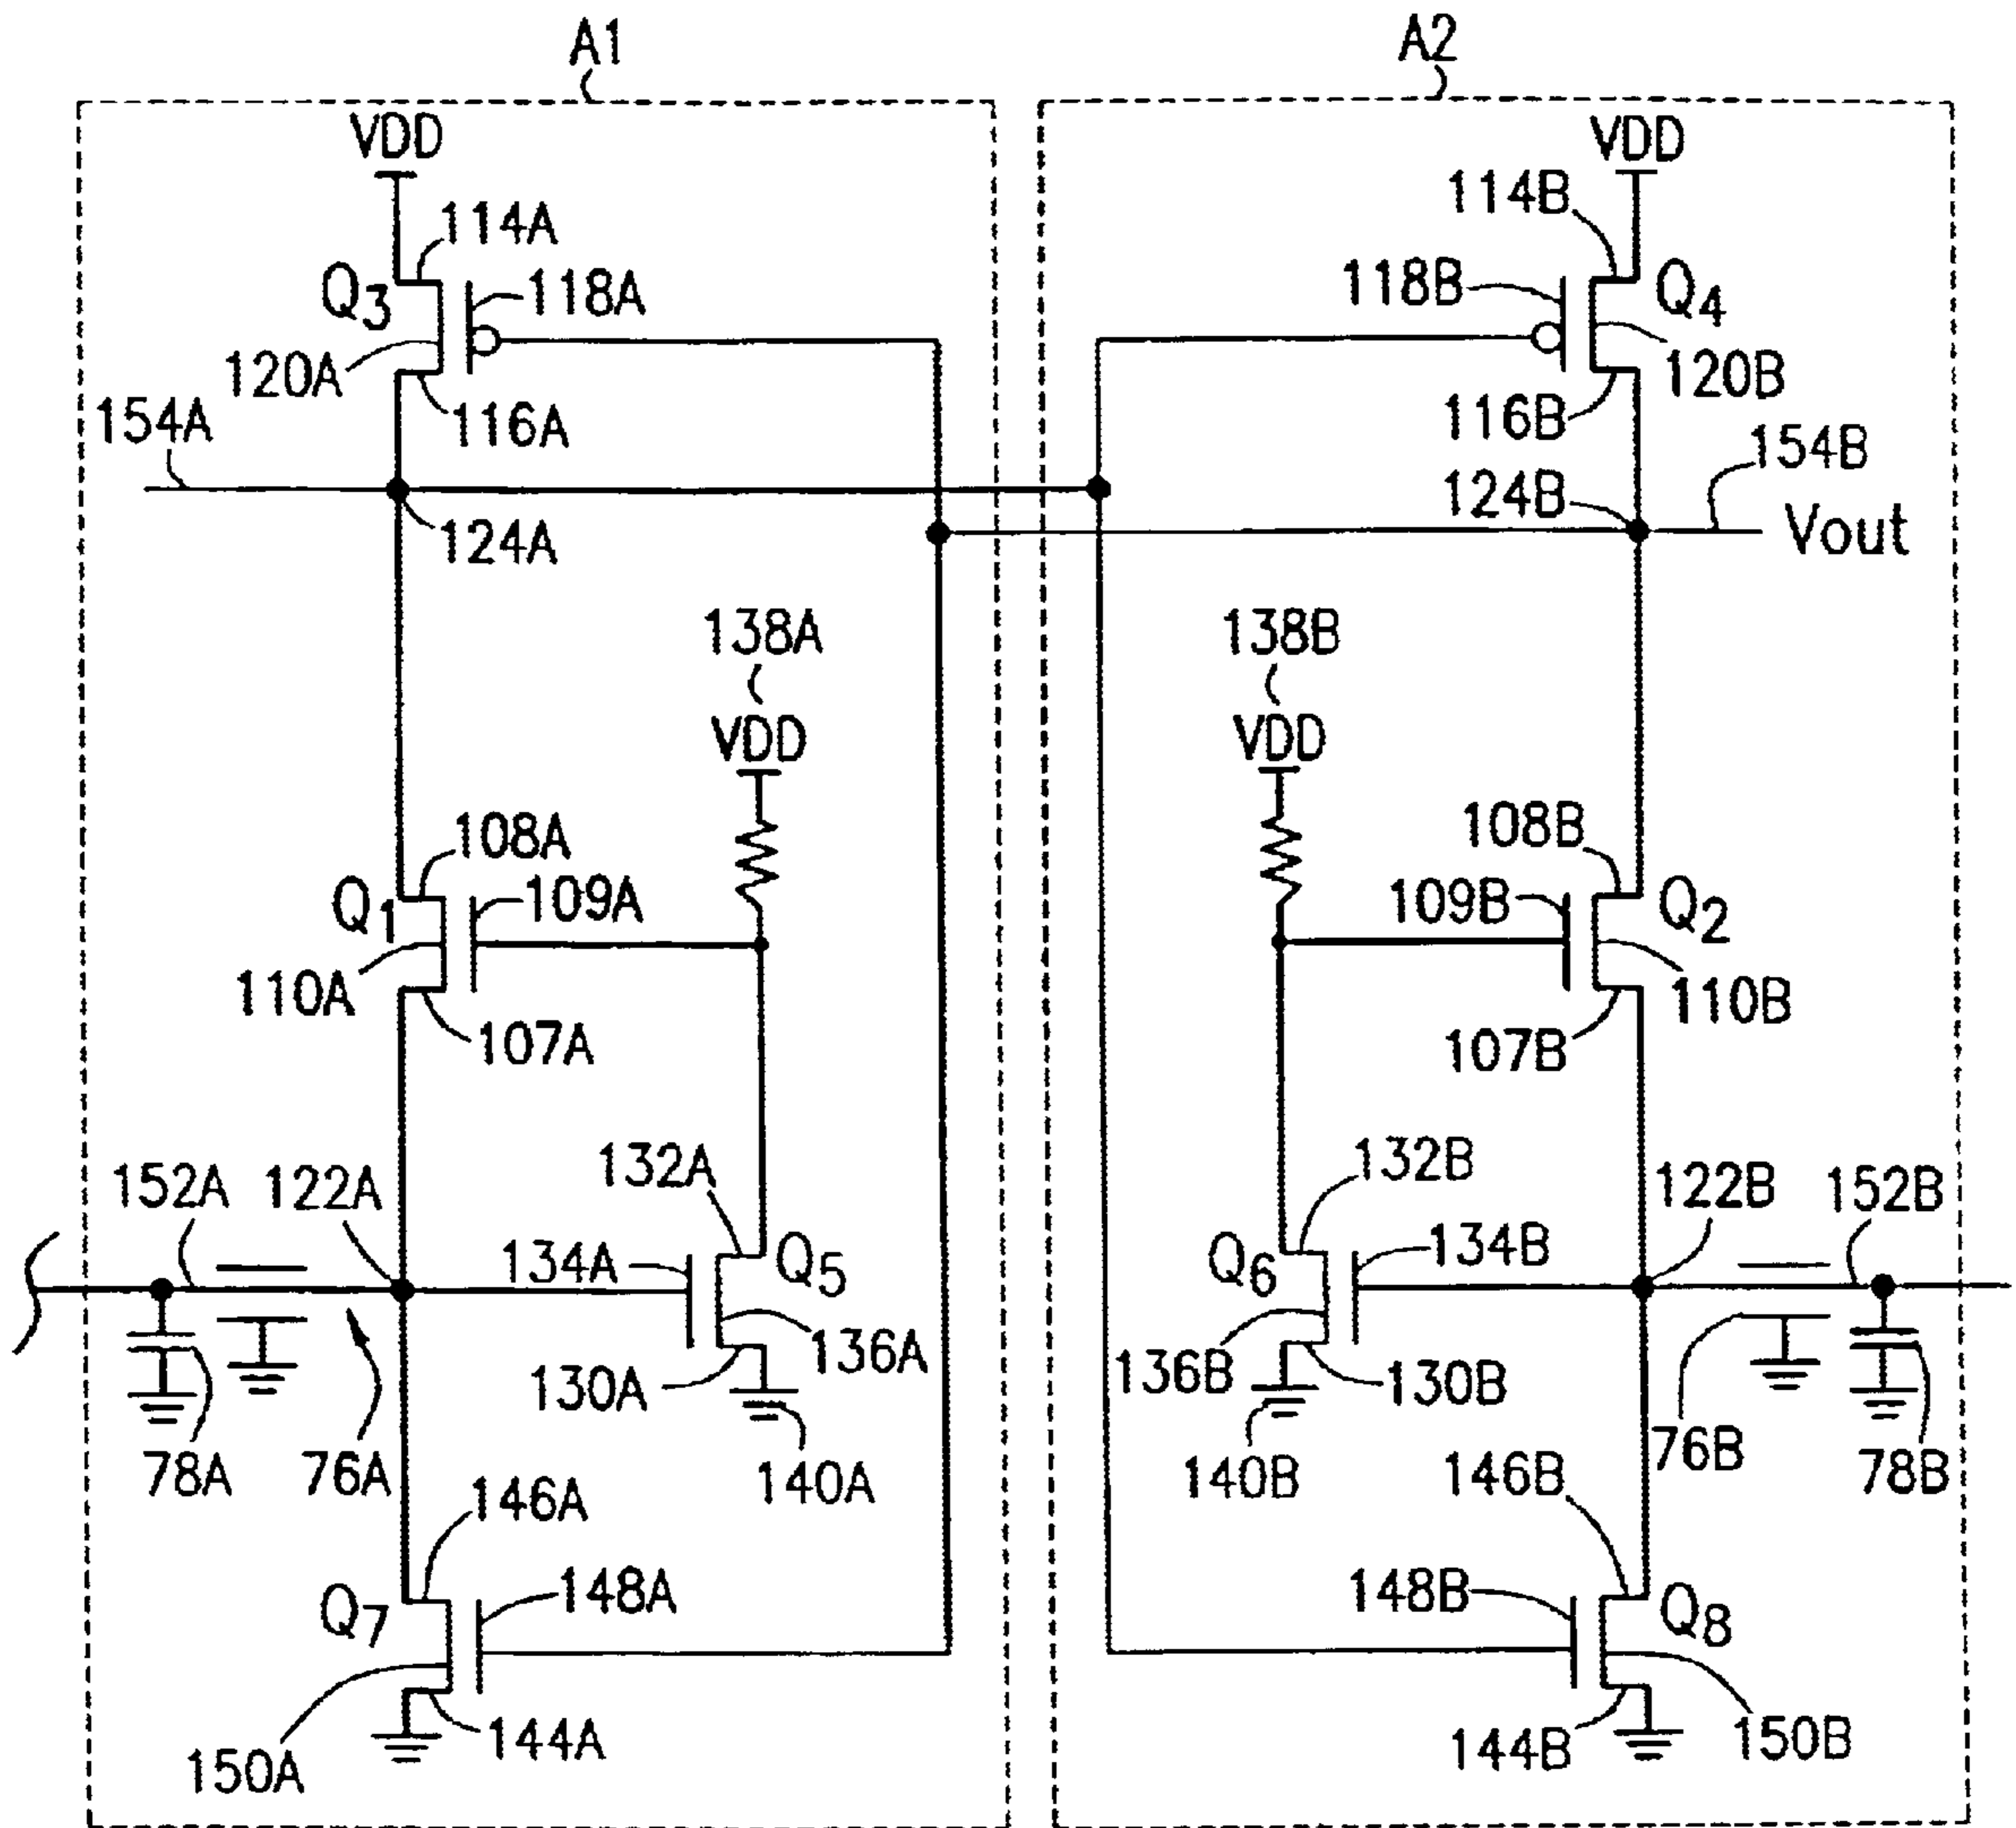 A1 A2
VDD VDD
114A 114B
Q3 118A 118B Q4
120A 120B
116A 116B
154A 154B
124A 124B Vout
138A 138B
VDD VDD
108A 108B
Q1 109A 109B Q2
110A 110B
107A 107B
132A 132B
152A 122A 122B 152B
134A Q5 Q6 134B
136A 136B
130A 130B
78A 76A 140A 140B 76B 78B
146A 146B
Q7 148A 148B Q8
150A 144A 144B 150B